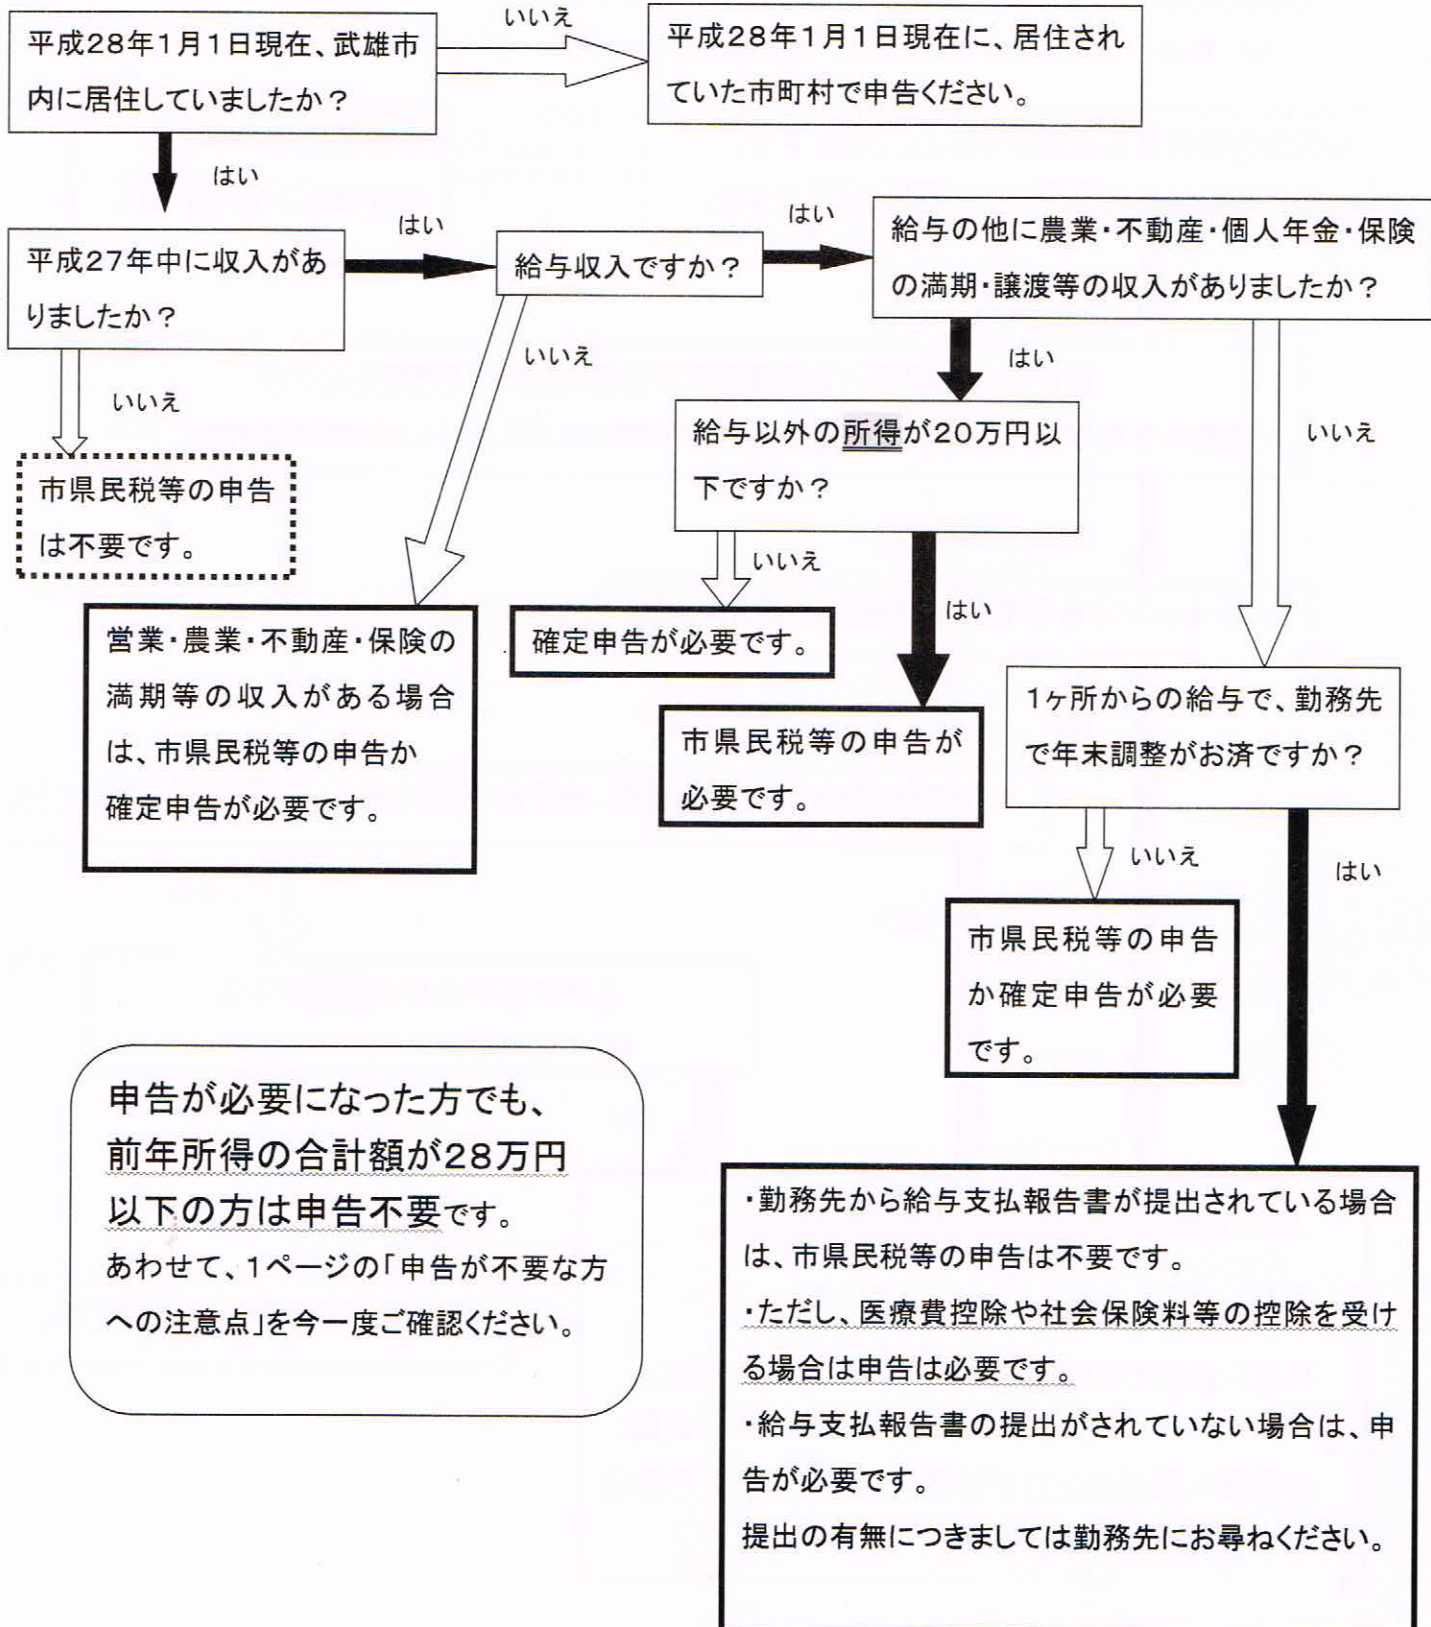 いいえ
平成28年1月1日現在、武雄市
内に居住していましたか？
平成28年1月1日現在に、居住され
ていた市町村で申告ください。
はい
平成27年中に収入があ
りましたか？
はい
給与収入ですか？
はい
給与の他に農業・不動産・個人年金・保険
の満期・譲渡等の収入がありましたか？
いいえ
いいえ
はい
いいえ
市県民税等の申告
は不要です。
給与以外の所得が20万円以
下ですか？
いいえ
はい
営業・農業・不動産・保険の
満期等の収入がある場合
は、市県民税等の申告か
確定申告が必要です。
確定申告が必要です。
市県民税等の申告が
必要です。
1ヶ所からの給与で、勤務先
で年末調整がお済ですか？
いいえ
はい
市県民税等の申告
か確定申告が必要
です。
申告が必要になった方でも、
前年所得の合計額が28万円
以下の方は申告不要です。
あわせて、1ページの「申告が不要な方
への注意点」を今一度ご確認ください。
・勤務先から給与支払報告書が提出されている場合
は、市県民税等の申告は不要です。
・ただし、医療費控除や社会保険料等の控除を受け
る場合は申告は必要です。
・給与支払報告書の提出がされていない場合は、申
告が必要です。
提出の有無につきましては勤務先にお尋ねください。